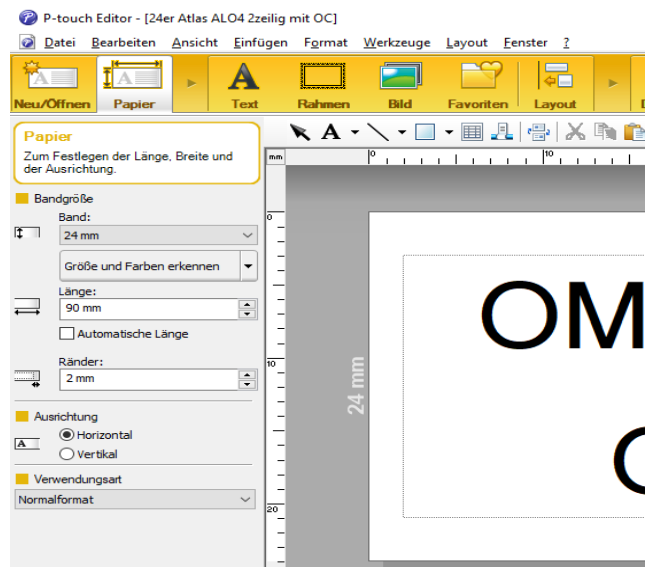 P-touch Editor - [24er Atlas ALO4 2zeilig mit OC]
Datei Bearbeiten Ansicht Einfügen Format Werkzeuge Layout Fenster ?
Neu/Öffnen Papier Text Rahmen Bild Favoriten Layout
Papier
Zum Festlegen der Länge, Breite und
der Ausrichtung.
Bandgröße
Band:
24 mm
Größe und Farben erkennen
Länge:
90 mm
Automatische Länge
Ränder:
2 mm
Ausrichtung
Horizontal
Vertikal
Verwendungsart
Normalformat
mm
0 10
0
10
20
24 mm
OM